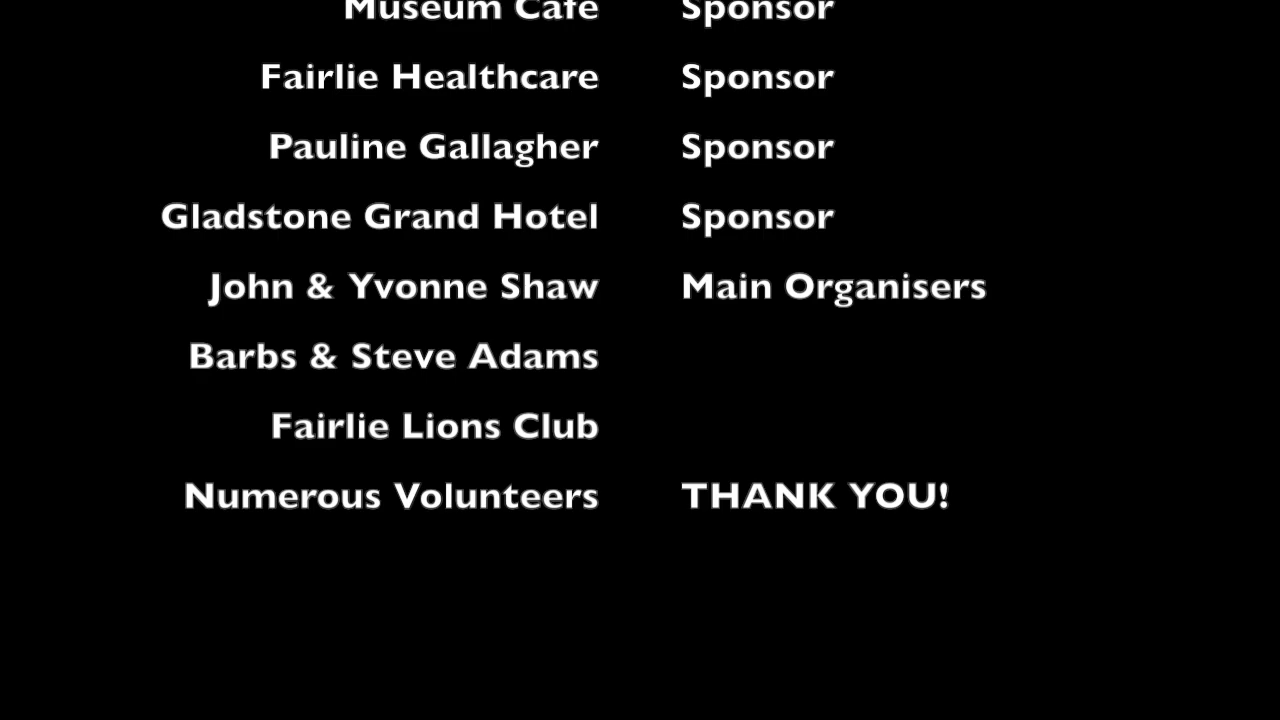 Museum Cafe Sponsor
Fairlie Healthcare Sponsor
Pauline Gallagher Sponsor
Gladstone Grand Hotel Sponsor
John & Yvonne Shaw Main Organisers
Barbs & Steve Adams
Fairlie Lions Club
Numerous Volunteers THANK YOU!